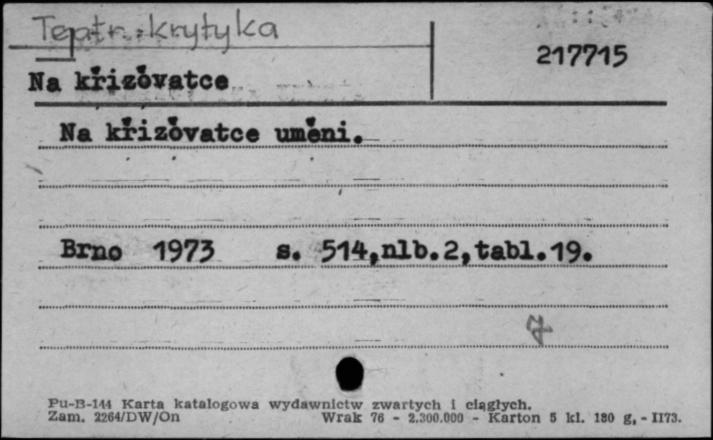 Teatr. : krytyka
217715
Na křižovatce
Na křižovatce uměni.
Brno 1973 s. 514,nlb.2,tabl.19.
Pu-B-144 Karta katalogowa wydawnictw zwartych i ciągłych.
Zam. 2264/DW/On Wrak 76 - 2.300.000 - Karton 5 kl. 180 g, - II73.